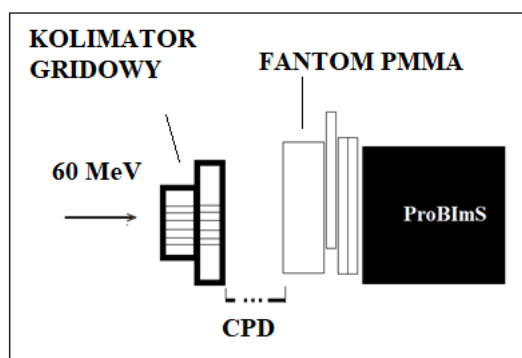 KOLIMATOR
GRIDOWY
FANTOM PMMA
60 MeV
ProBImS
CPD